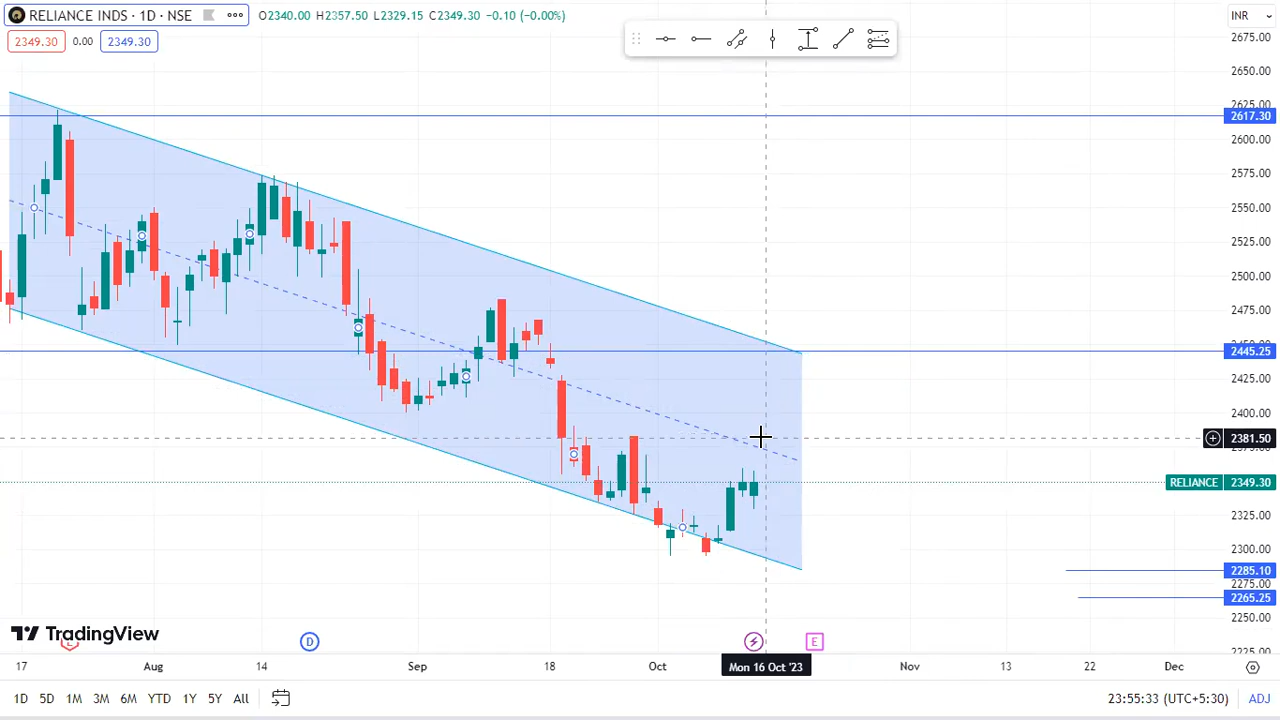 RELIANCE INDS · 1D · NSE O2340.00 H2357.50 L2329.15 C2349.30 −0.10 (−0.00%)
INR
2349.30 0.00 2349.30
2675.00
2650.00
2625.00
2617.30
2600.00
2575.00
2550.00
2525.00
2500.00
2475.00
2445.25
2425.00
2400.00
2381.50
RELIANCE 2349.30
2325.00
2300.00
2285.10
2275.00
2265.25
2250.00
2225.00
TradingView
D E
17 Aug 14 Sep 18 Oct Mon 16 Oct '23 Nov 13 22 Dec
1D 5D 1M 3M 6M YTD 1Y 5Y All 23:55:33 (UTC+5:30) ADJ